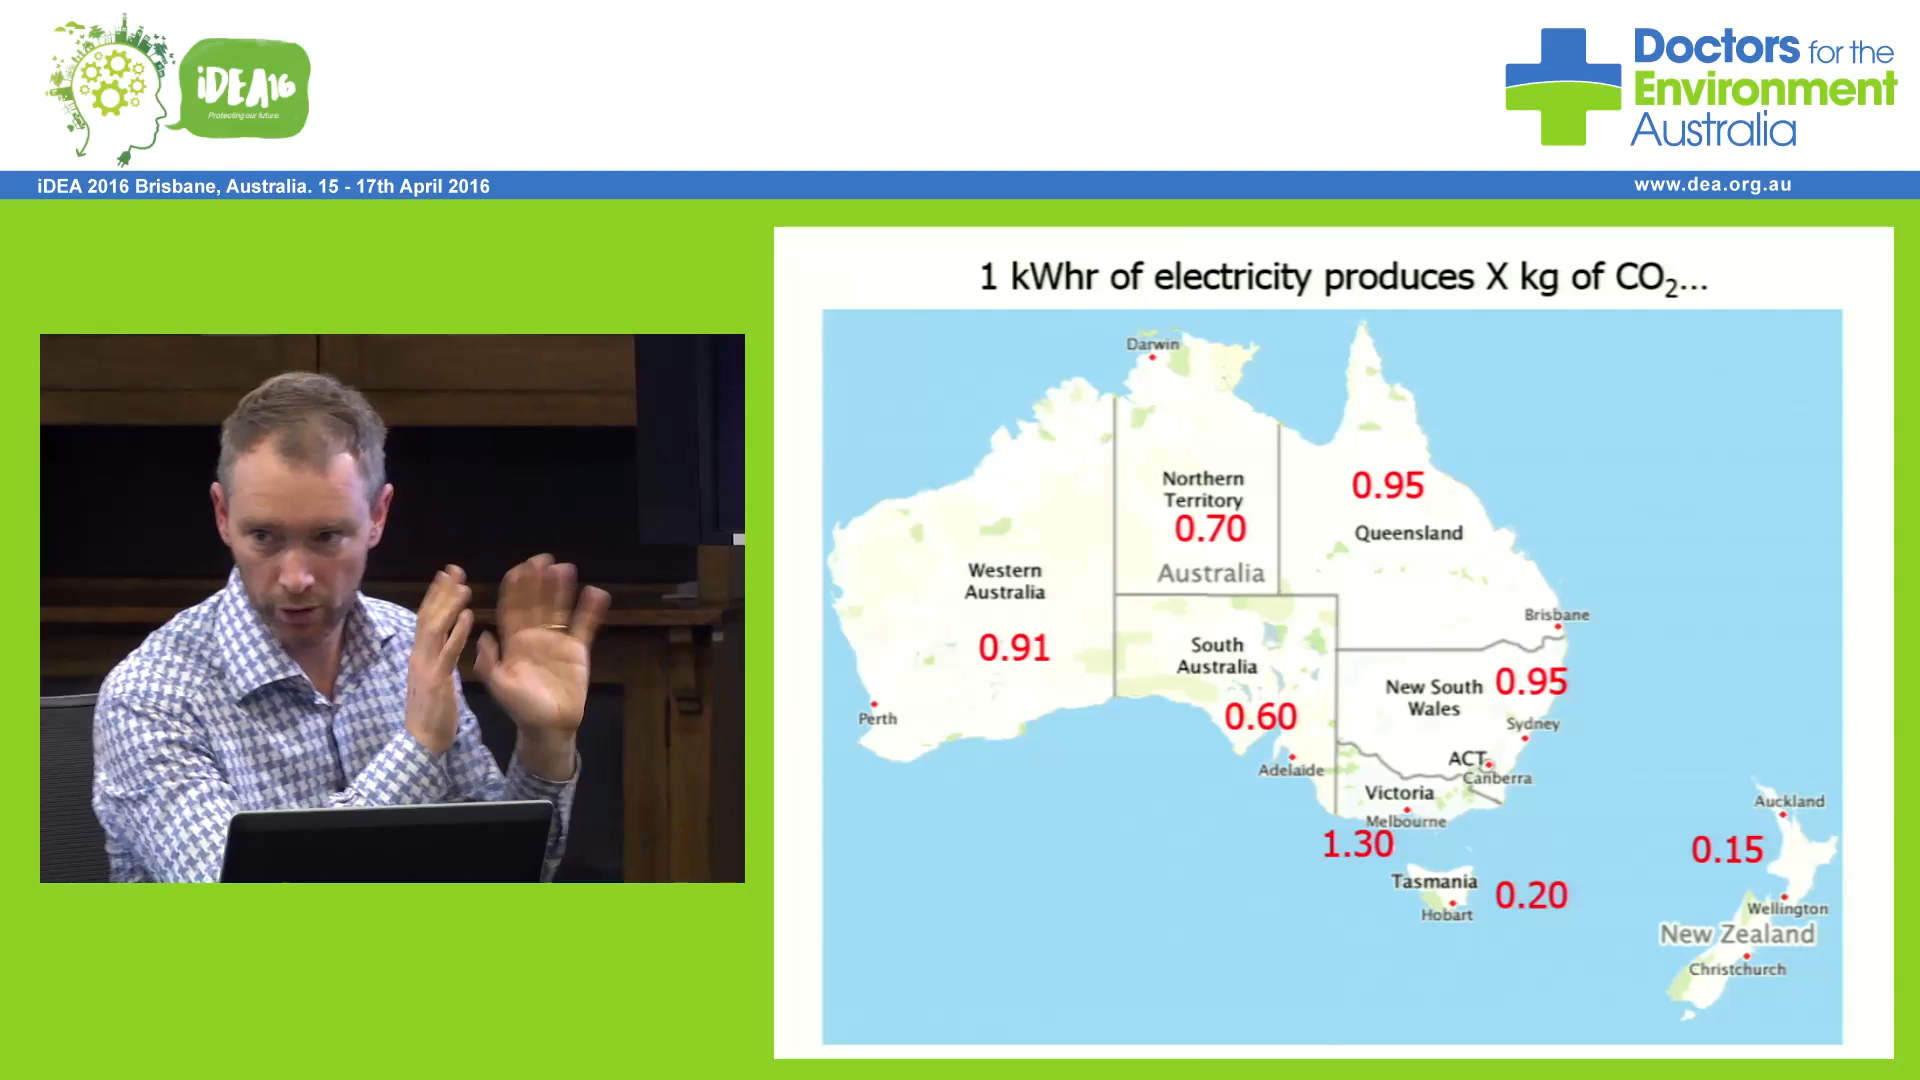 iDEA16
Protecting our future.
Doctors for the
Environment
Australia
iDEA 2016 Brisbane, Australia. 15 - 17th April 2016
www.dea.org.au
1 kWhr of electricity produces X kg of CO₂...
Darwin
Northern
Territory
0.70
Australia
0.95
Queensland
Western
Australia
0.91
Perth
South
Australia
0.60
Adelaide
Brisbane
New South
Wales
0.95
Sydney
ACT
Canberra
Victoria
Melbourne
1.30
Tasmania
0.20
Hobart
Auckland
0.15
Wellington
New Zealand
Christchurch